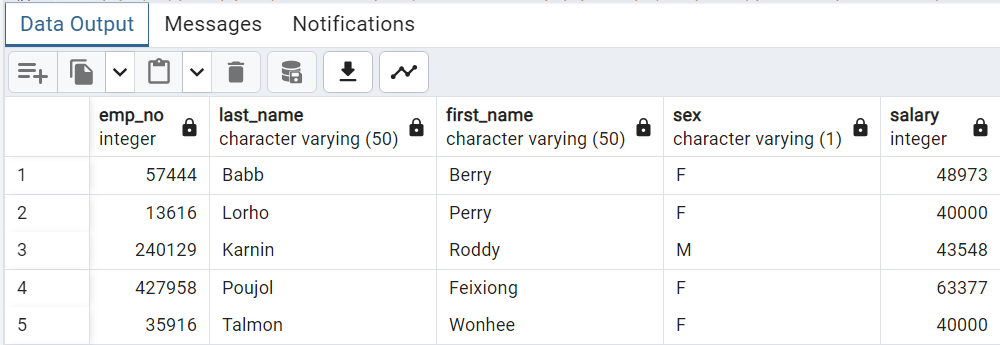 Data Output Messages Notifications
emp_no last_name first_name sex salary
integer character varying (50) character varying (50) character varying (1) integer
1 57444 Babb Berry F 48973
2 13616 Lorho Perry F 40000
3 240129 Karnin Roddy M 43548
4 427958 Poujol Feixiong F 63377
5 35916 Talmon Wonhee F 40000